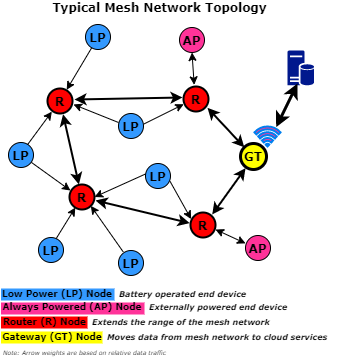 Typical Mesh Network Topology
LP
AP
R
R
LP
GT
LP
LP
R
R
LP
LP
AP
Low Power (LP) Node Battery operated end device
Always Powered (AP) Node Externally powered end device
Router (R) Node Extends the range of the mesh network
Gateway (GT) Node Moves data from mesh network to cloud services
Note: Arrow weights are based on relative data traffic